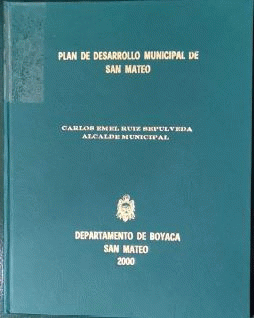 PLAN DE DESARROLLO MUNICIPAL DE
SAN MATEO
CARLOS EMEL RUIZ SEPULVEDA
ALCALDE MUNICIPAL
DEPARTAMENTO DE BOYACA
SAN MATEO
2000